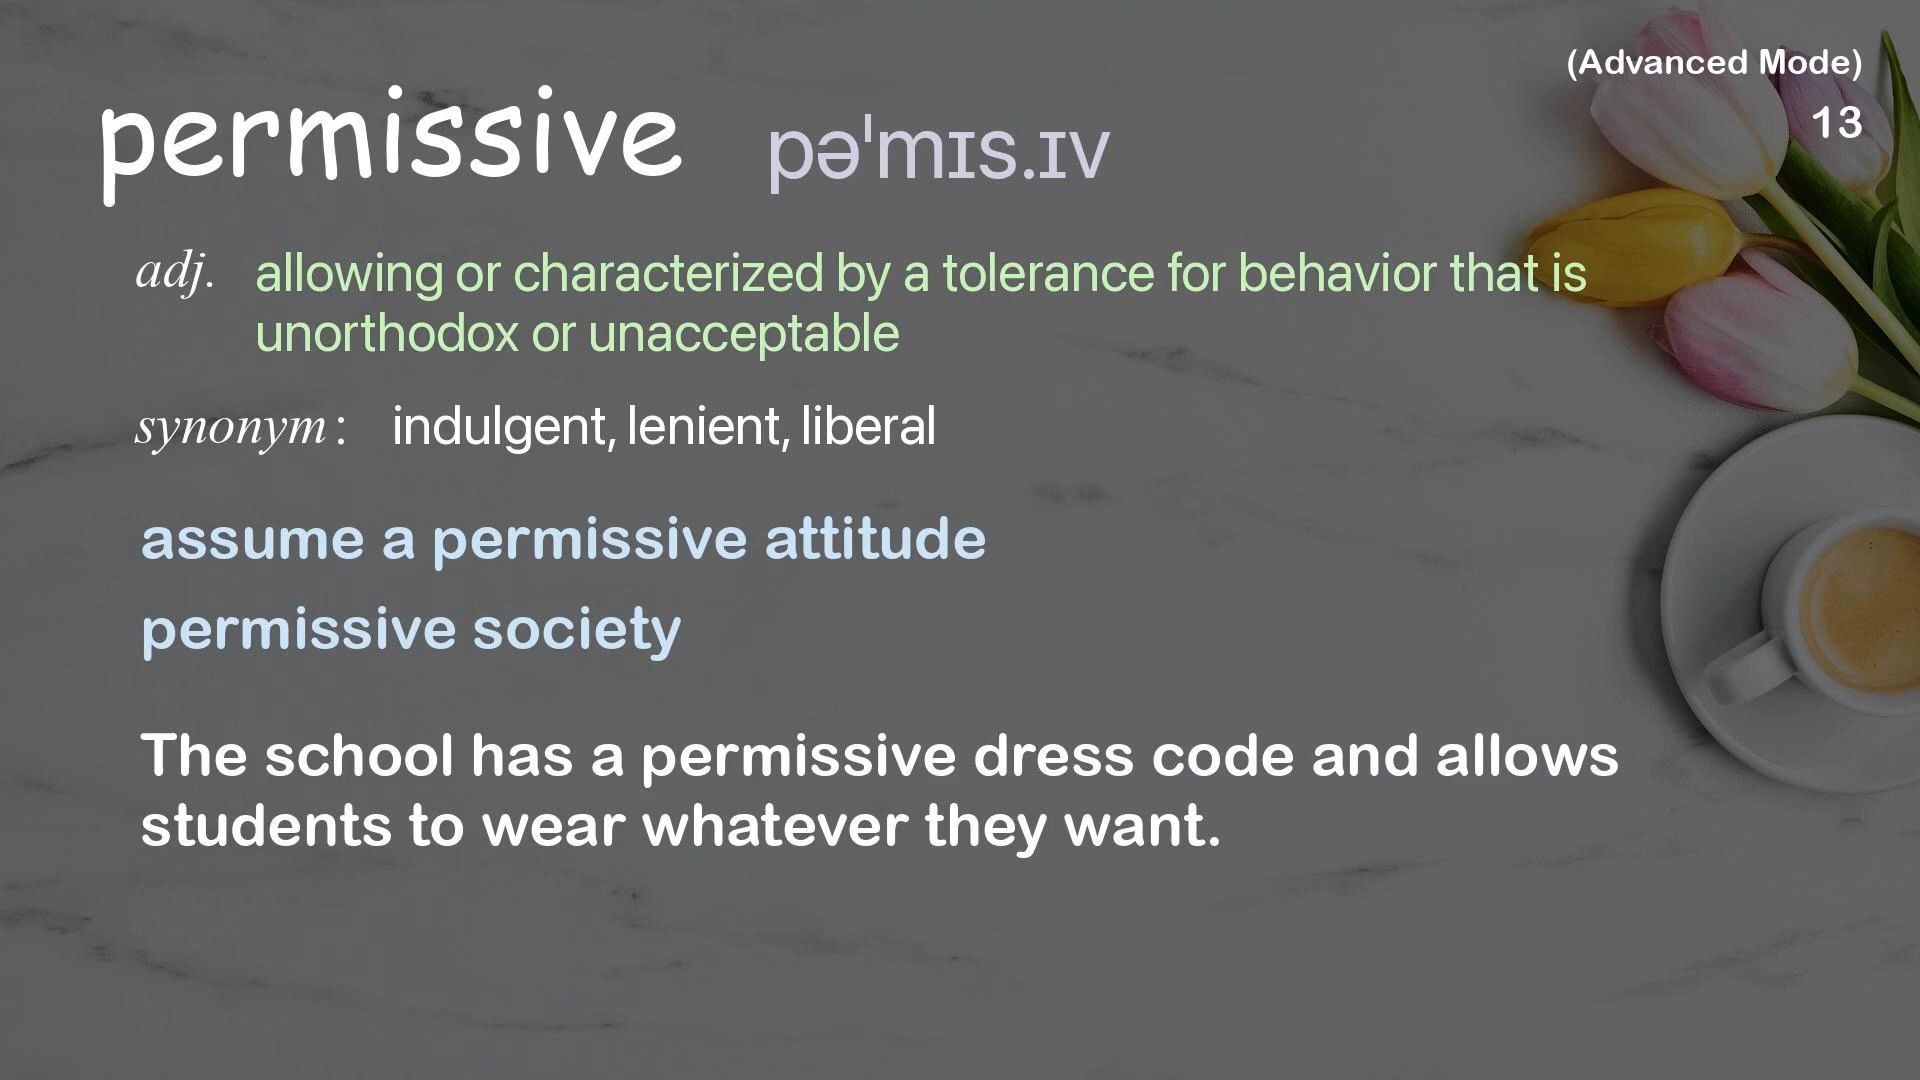 (Advanced Mode)
13
permissive pə'mɪs.ɪv
adj. allowing or characterized by a tolerance for behavior that is
unorthodox or unacceptable
synonym: indulgent, lenient, liberal
assume a permissive attitude
permissive society
The school has a permissive dress code and allows
students to wear whatever they want.